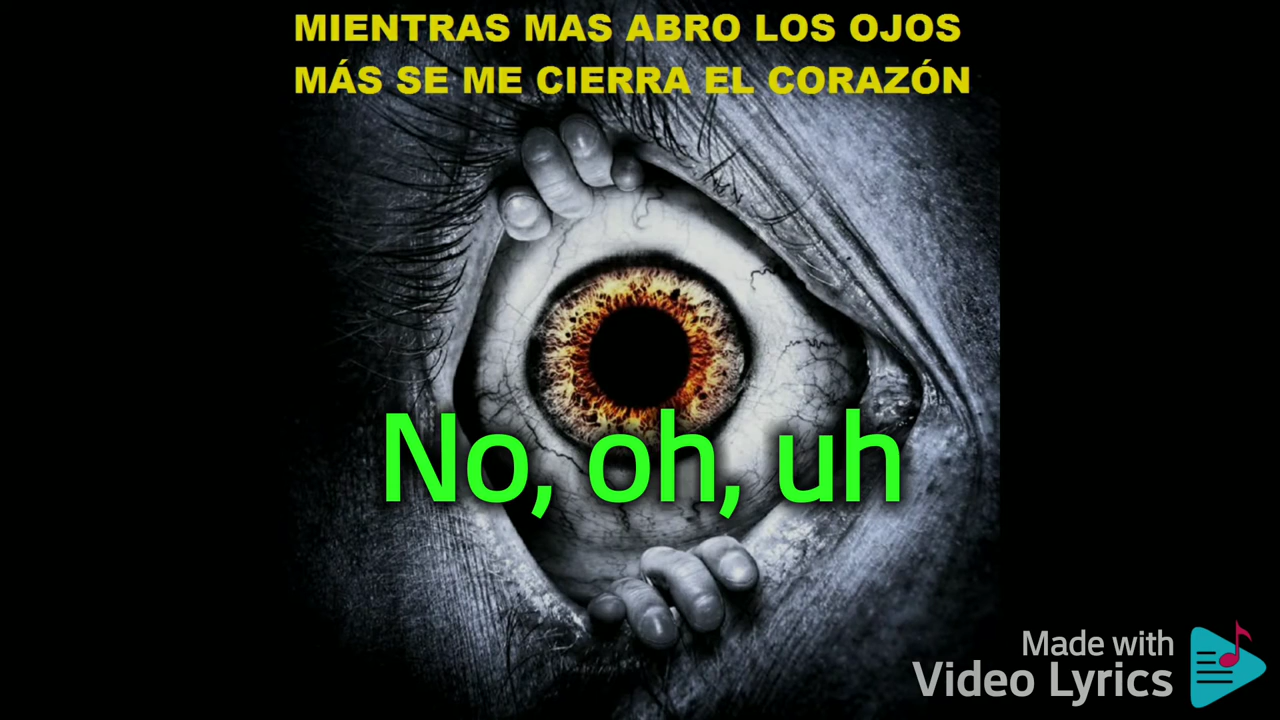 MIENTRAS MAS ABRO LOS OJOS
MÁS SE ME CIERRA EL CORAZÓN
No, oh, uh
Made with
Video Lyrics